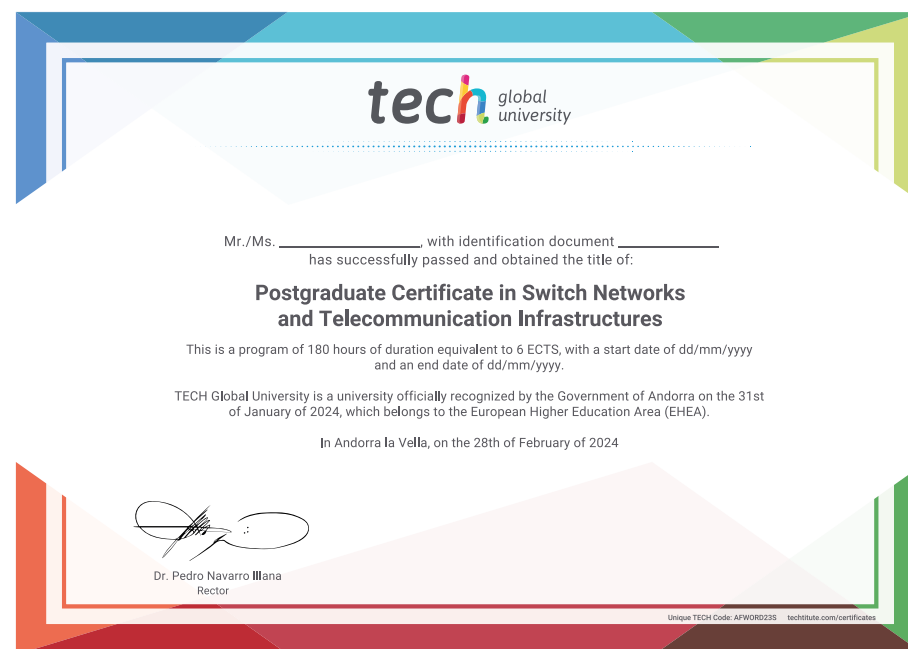 tech global university
Mr./Ms. ____________, with identification document ____________
has successfully passed and obtained the title of:
Postgraduate Certificate in Switch Networks
and Telecommunication Infrastructures
This is a program of 180 hours of duration equivalent to 6 ECTS, with a start date of dd/mm/yyyy
and an end date of dd/mm/yyyy.
TECH Global University is a university officially recognized by the Government of Andorra on the 31st
of January of 2024, which belongs to the European Higher Education Area (EHEA).
In Andorra la Vella, on the 28th of February of 2024
Dr. Pedro Navarro Illana
Rector
Unique TECH Code: AFWORD23S techtitute.com/certificates